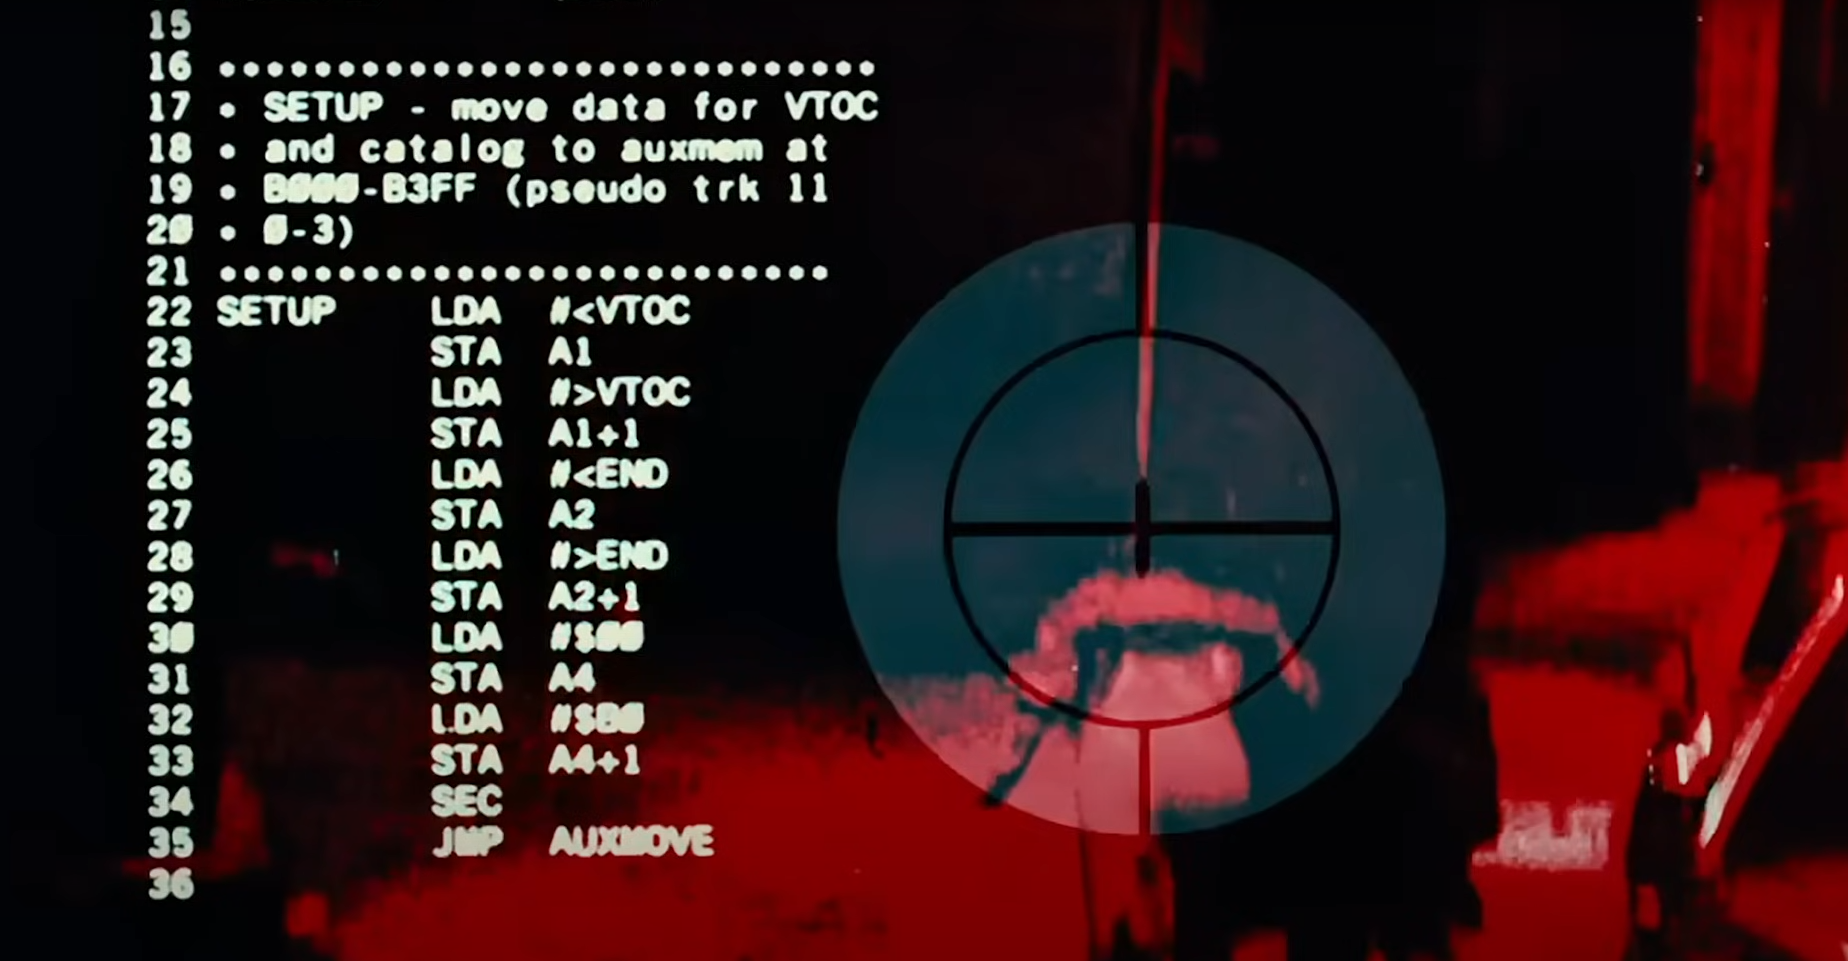 15
16 ••••••••••••••••••••••••••••
17 • SETUP - move data for VTOC
18 • and catalog to auxmem at
19 • B000-B3FF (pseudo trk 11
20 • 0-3)
21 ••••••••••••••••••••••••••
22 SETUP LDA #<VTOC
23 STA A1
24 LDA #>VTOC
25 STA A1+1
26 LDA #<END
27 STA A2
28 LDA #>END
29 STA A2+1
30 LDA #$00
31 STA A4
32 LDA #$B0
33 STA A4+1
34 SEC
35 JMP AUXMOVE
36